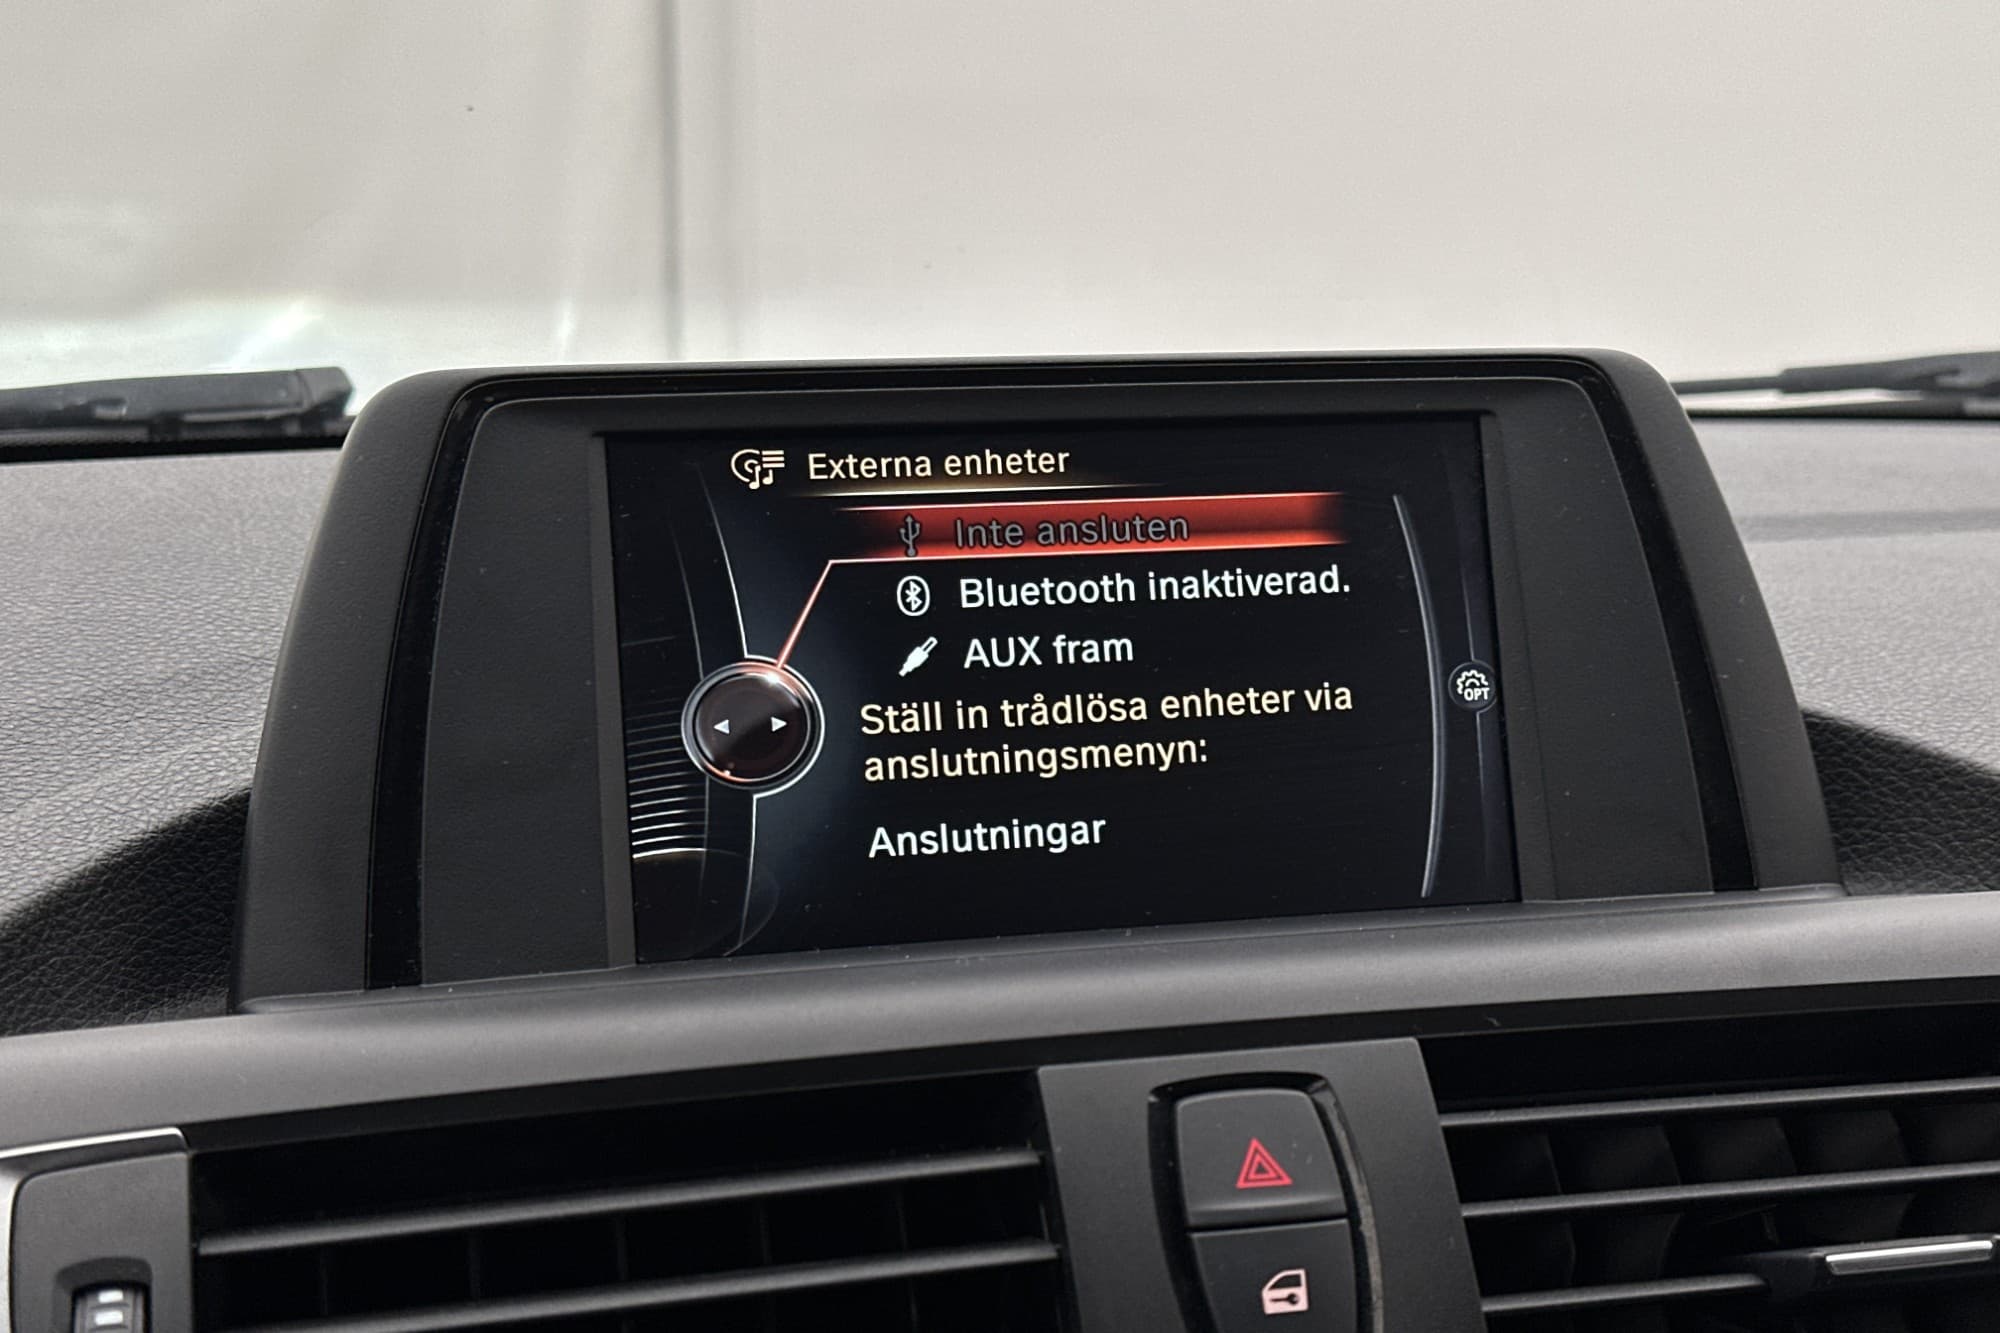 Externa enheter
Inte ansluten
Bluetooth inaktiverad.
AUX fram
Ställ in trådlösa enheter via
anslutningsmenyn:
OPT
Anslutningar